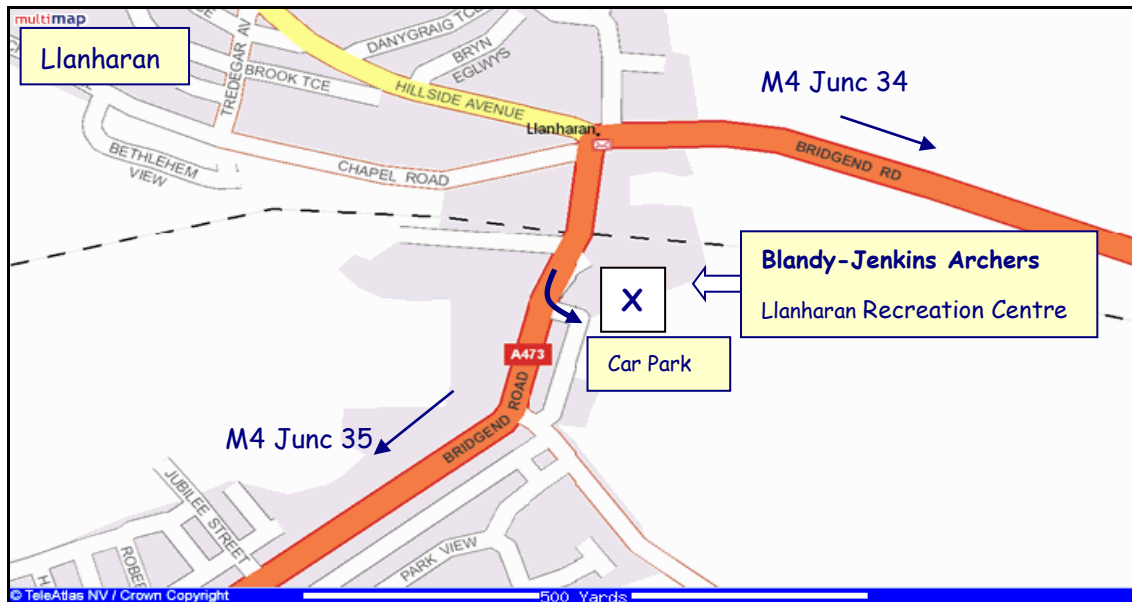 multimap
Llanharan
TREDEGAR AV
DANYGRAIG TCE
BRYN
EGLWYS
BROOK TCE
HILLSIDE AVENUE
M4 Junc 34
Llanharan
BRIDGEND RD
BETHLEHEM
VIEW
CHAPEL ROAD
Blandy-Jenkins Archers
Llanharan Recreation Centre
X
Car Park
A473
BRIDGEND ROAD
M4 Junc 35
JUBILEE STREET
ROBER
H
PARK VIEW
© TeleAtlas NV / Crown Copyright
500 Yards